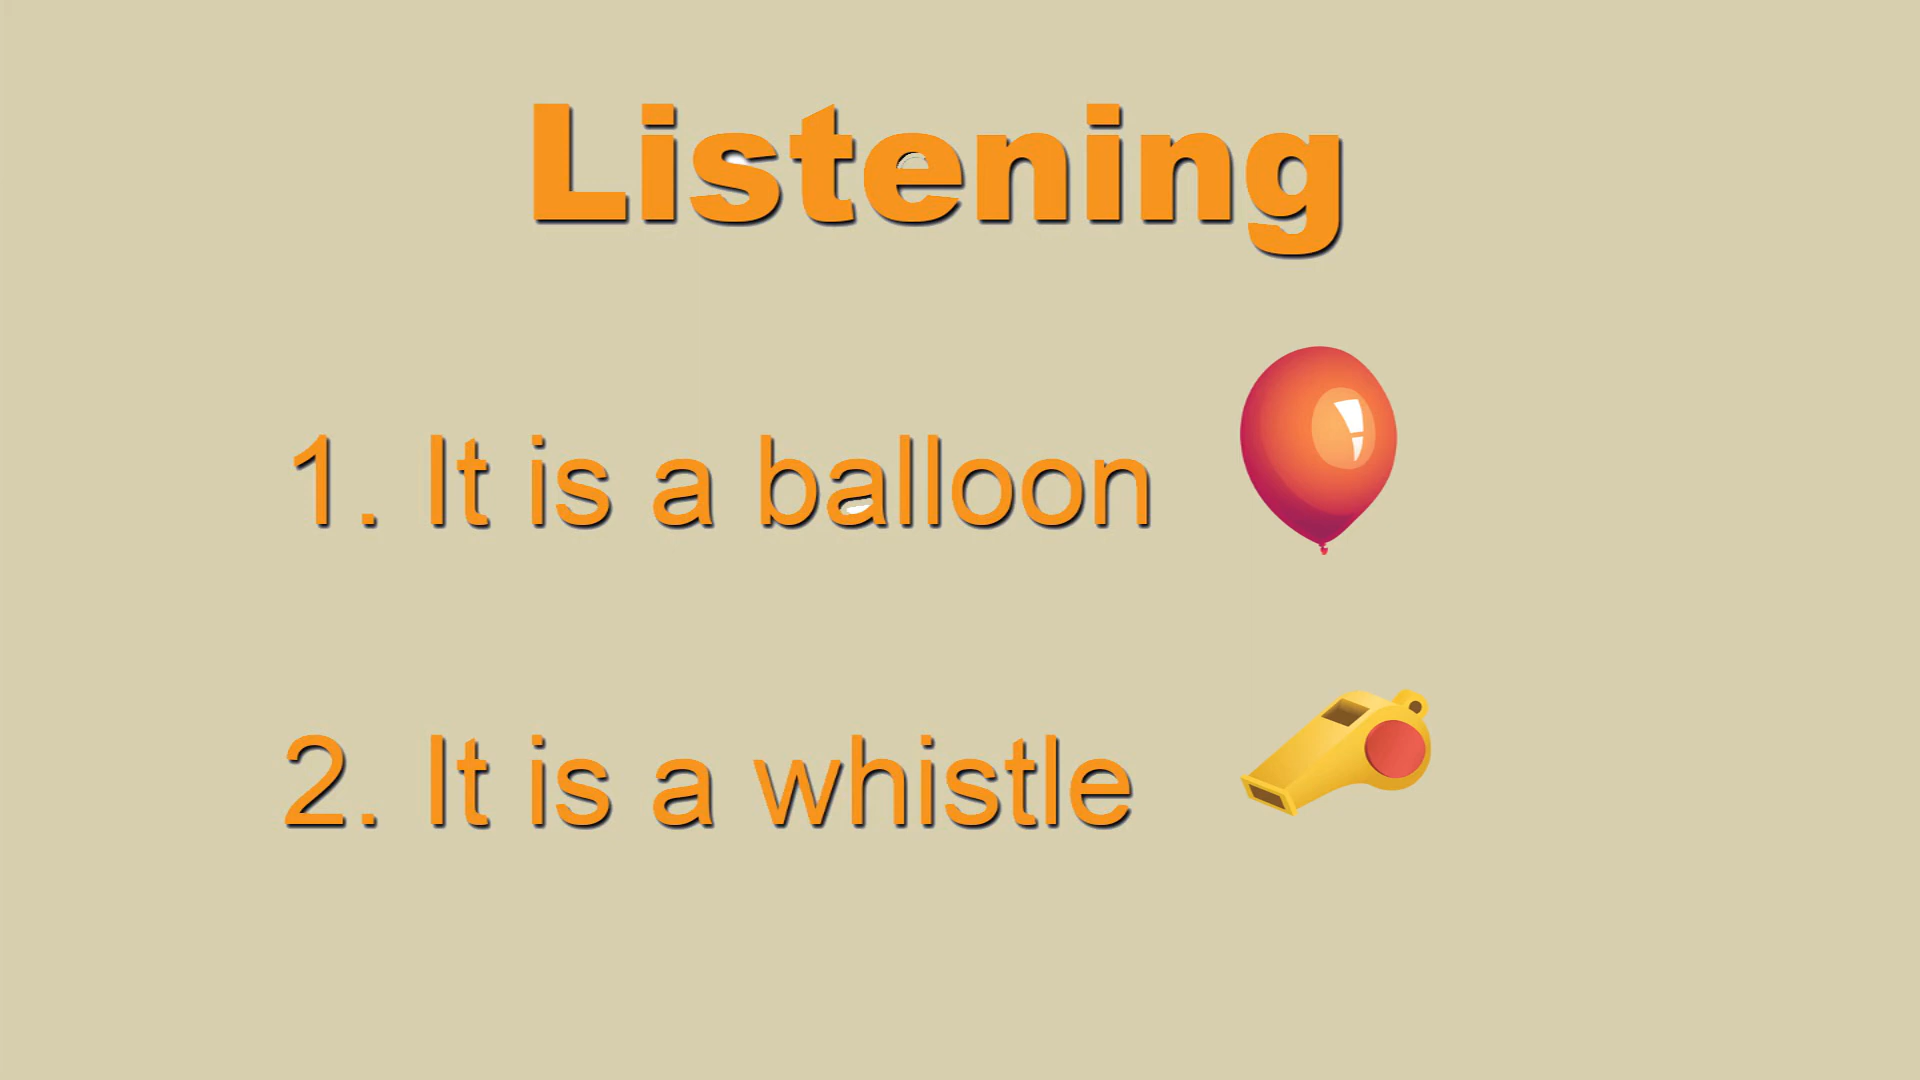 Listening
1. It is a balloon
2. It is a whistle